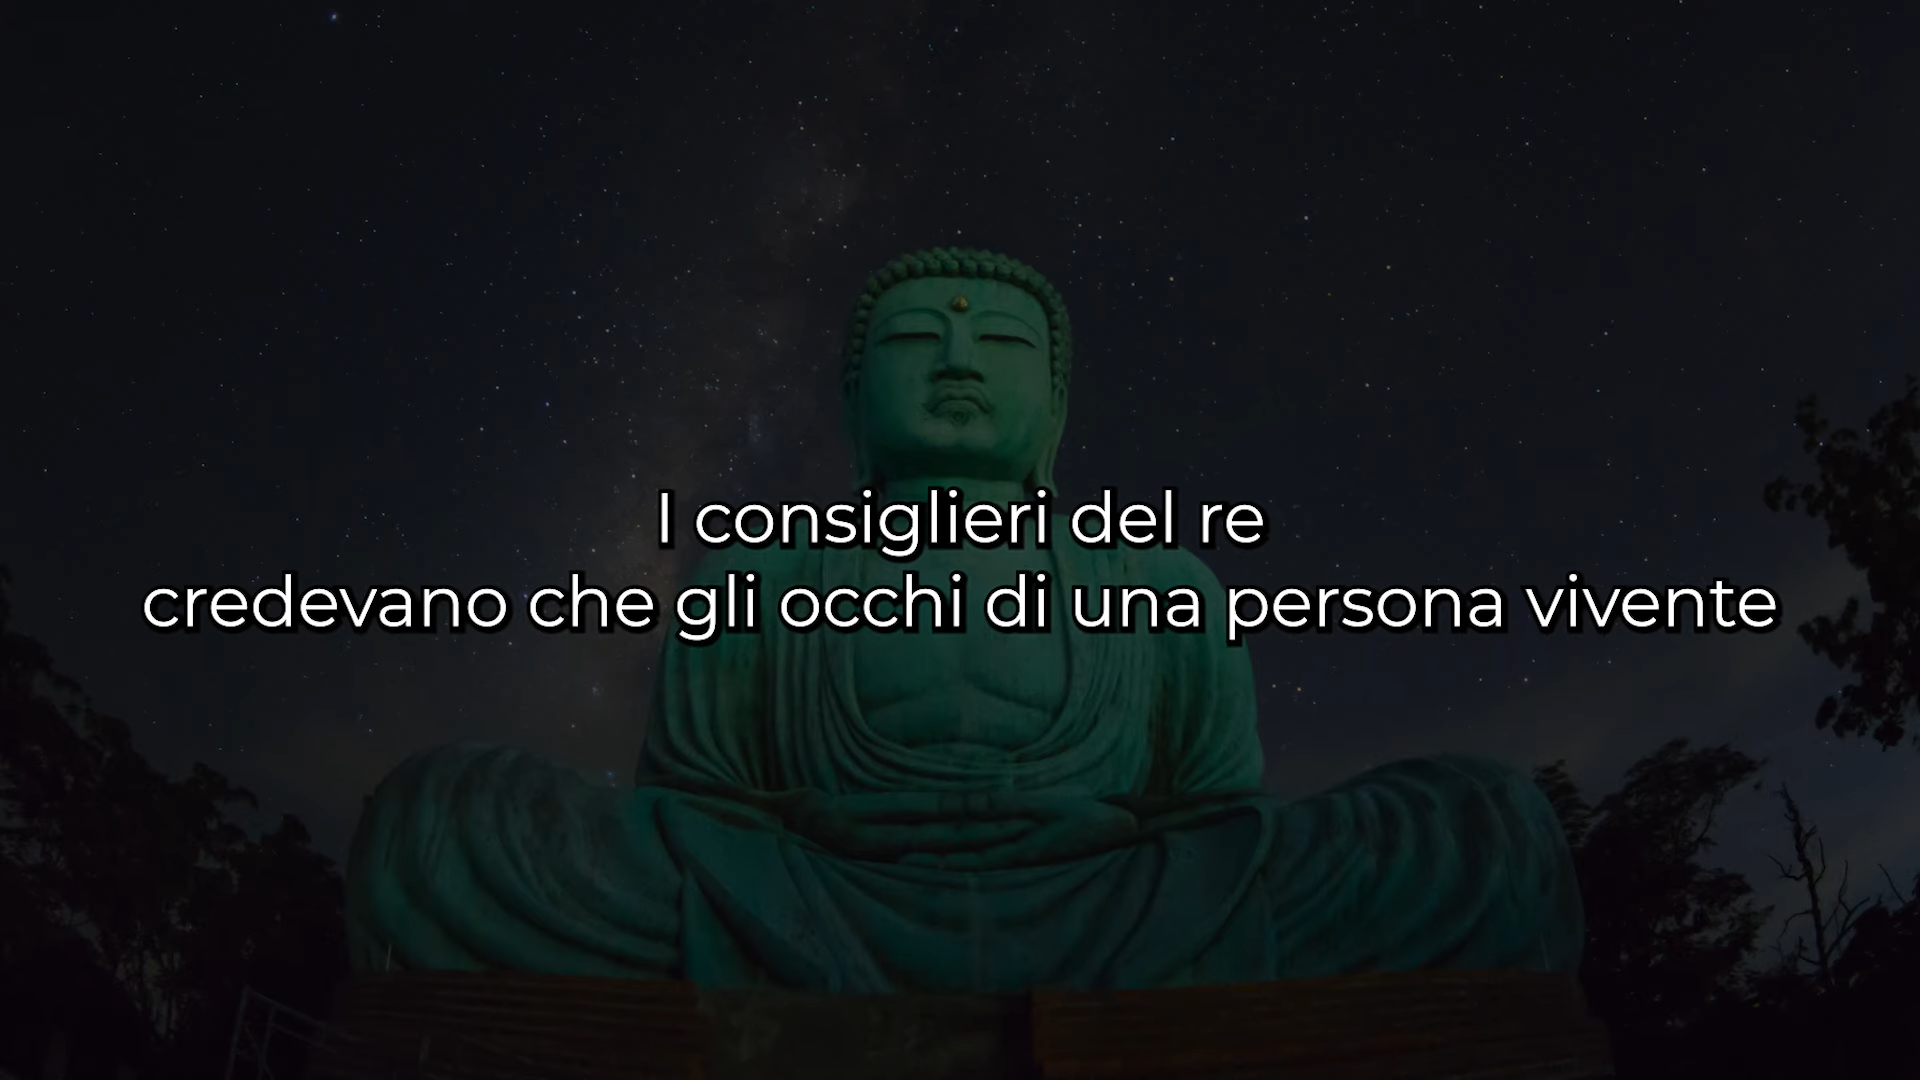 I consiglieri del re
credevano che gli occhi di una persona vivente